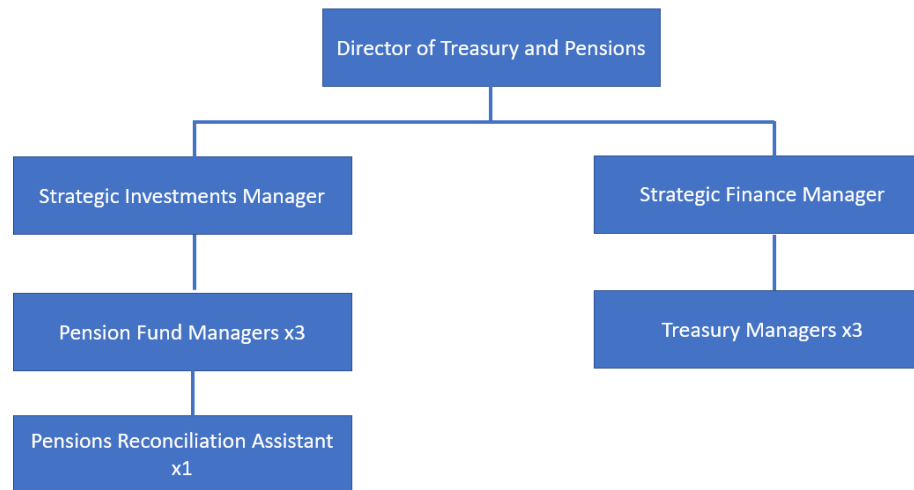 Director of Treasury and Pensions
Strategic Investments Manager
Strategic Finance Manager
Pension Fund Managers x3
Treasury Managers x3
Pensions Reconciliation Assistant
x1